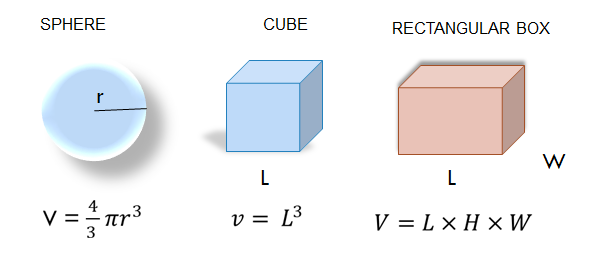 SPHERE CUBE RECTANGULAR BOX
r
L L W
V = 4/3 πr³ v = L³ V = L × H × W